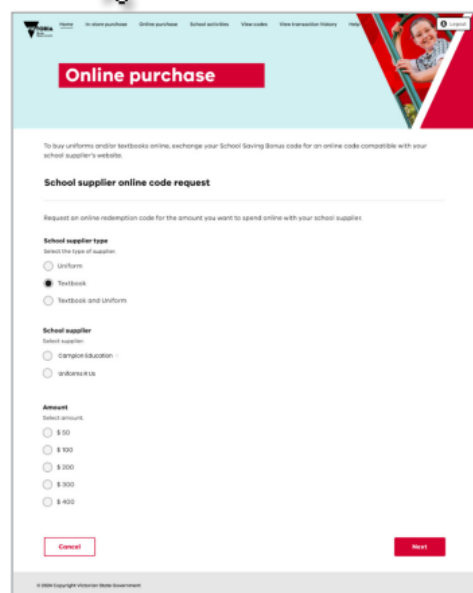 Home In-store purchase Online purchase School activities View codes View transaction history Help Logout
Online purchase
To buy uniforms and/or textbooks online, exchange your School Saving Bonus code for an online code compatible with your
school supplier's website.
School supplier online code request
Request an online redemption code for the amount you want to spend online with your school supplier.
School supplier type
Select the type of supplier.
Uniform
Textbook
Textbook and Uniform
School supplier
Select supplier.
Campion Education
Uniforms R Us
Amount
Select amount.
$ 50
$ 100
$ 200
$ 300
$ 400
Cancel Next
© 2024 Copyright Victorian State Government